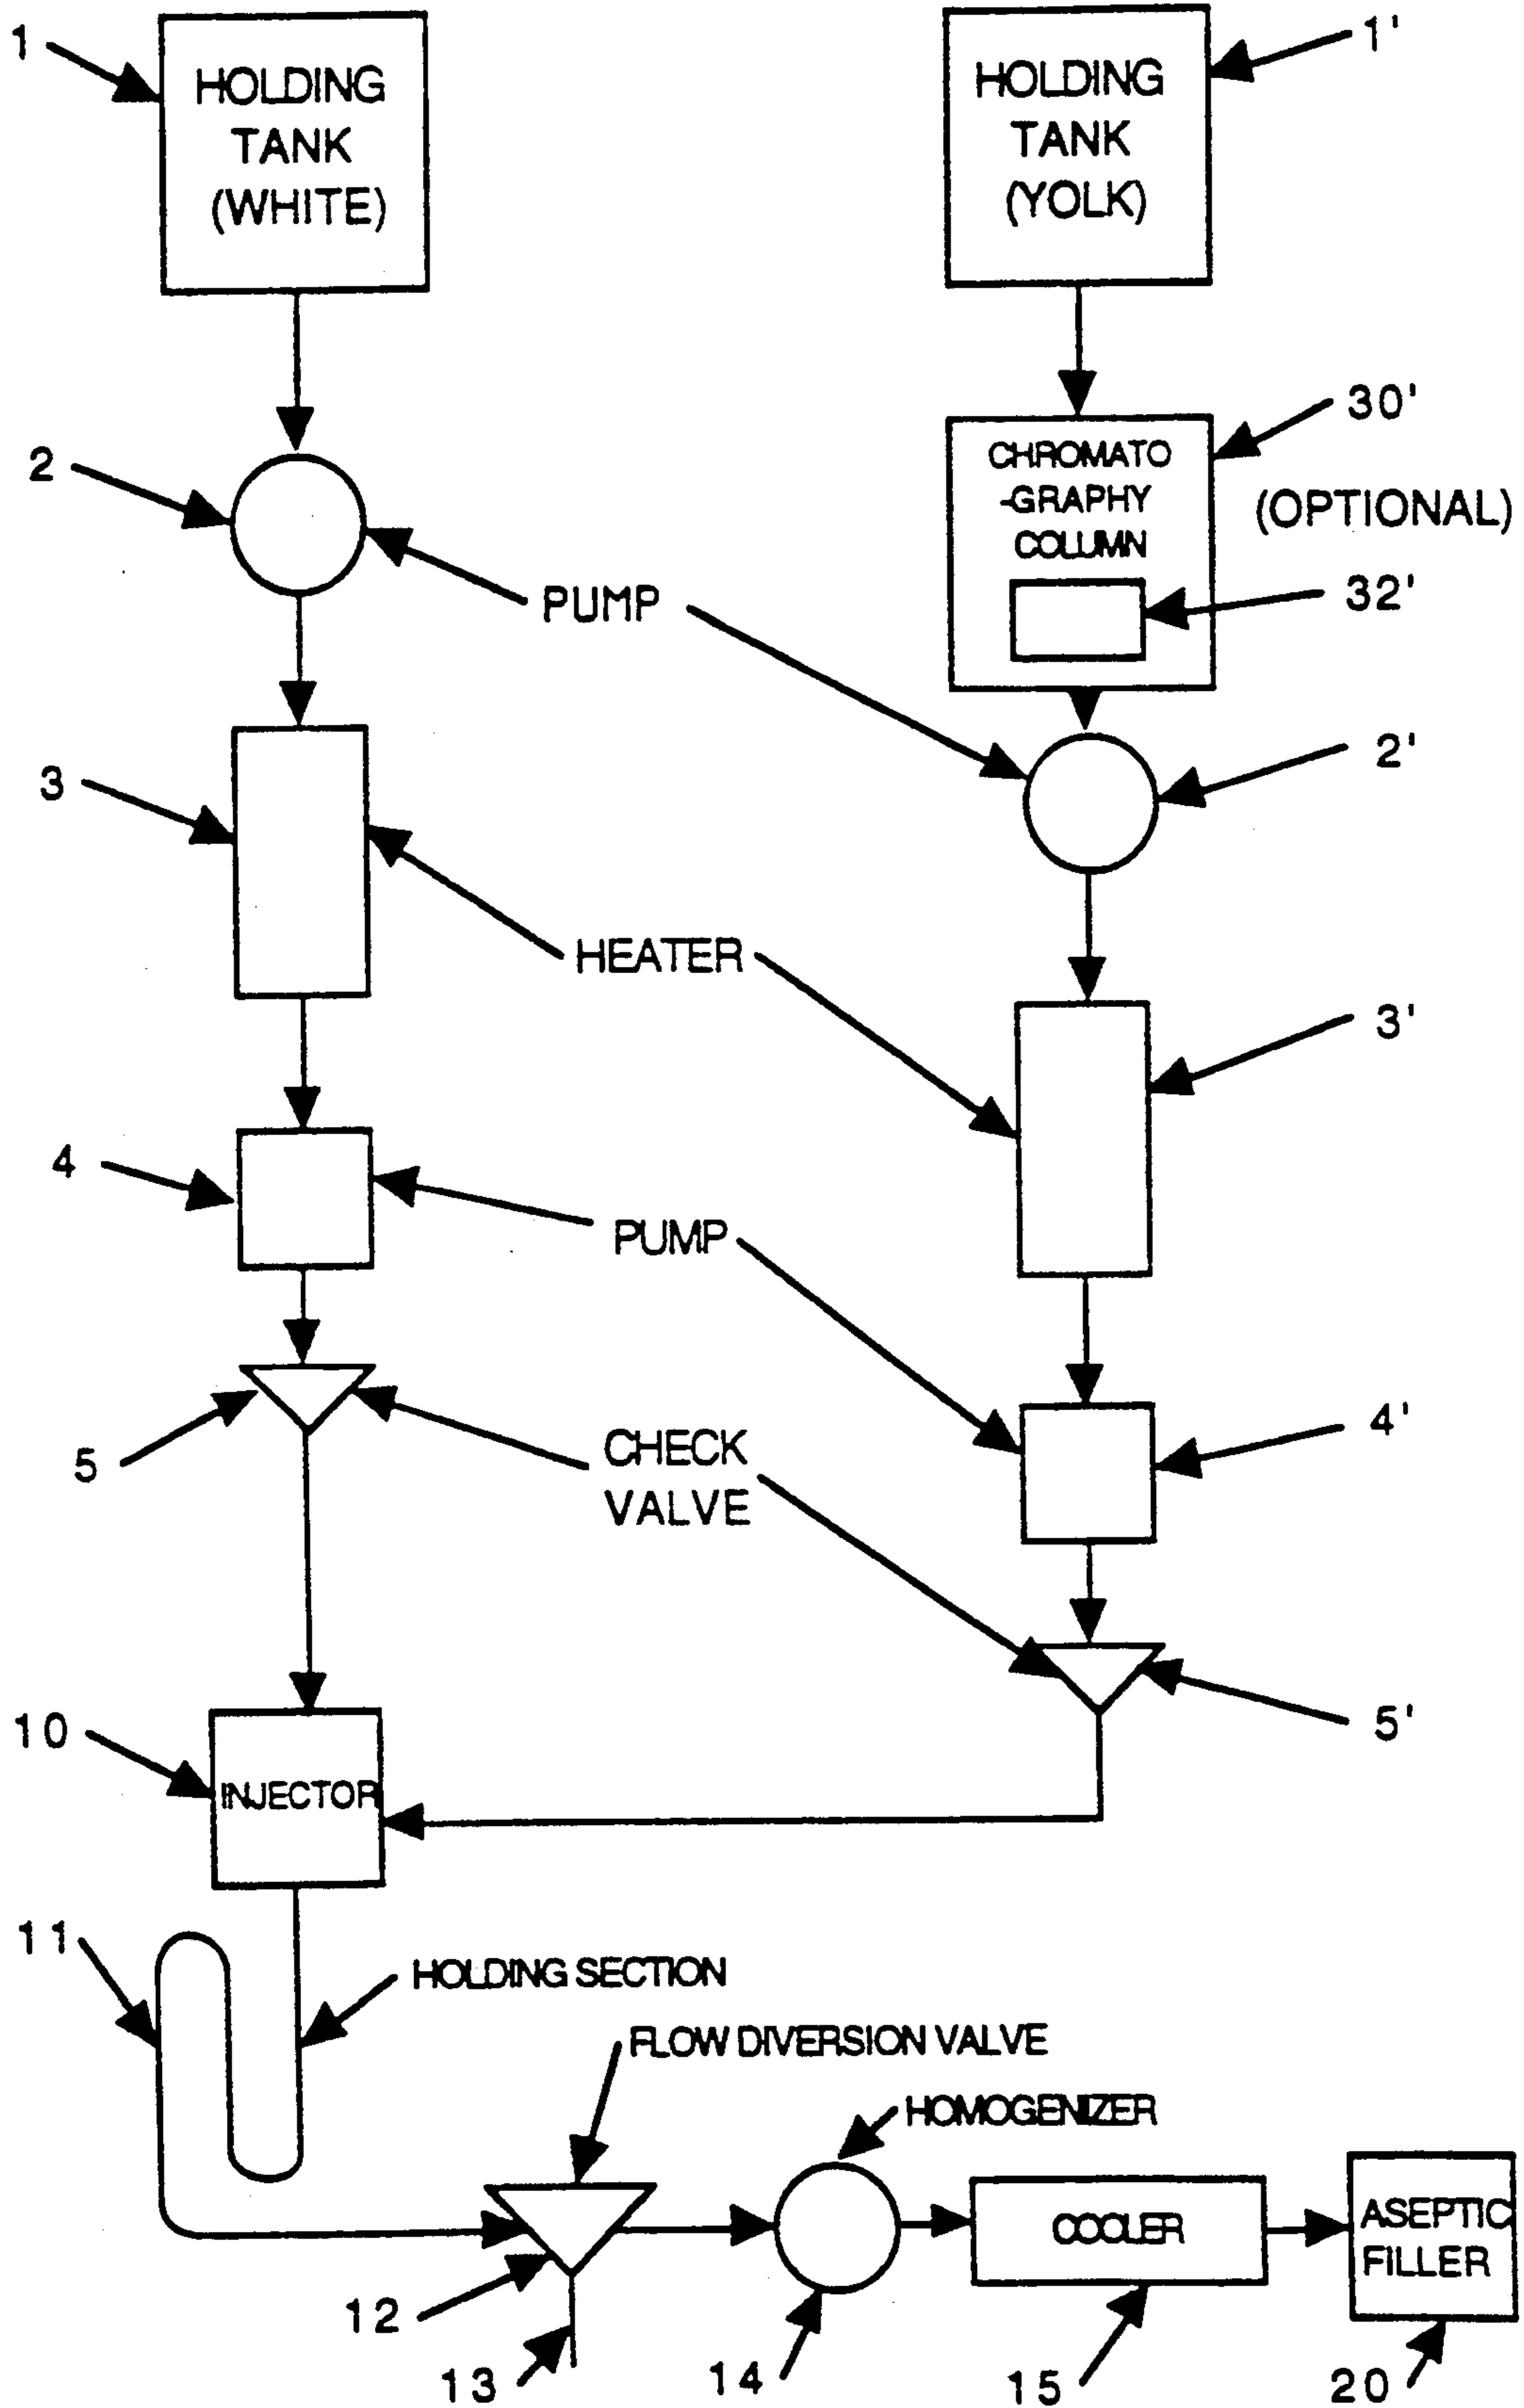 1
HOLDING
TANK
(WHITE)
HOLDING
TANK
(YOLK)
1'
30'
CHROMATO
-GRAPHY
COLUMN
(OPTIONAL)
32'
2
PUMP
2'
3
HEATER
3'
4
PUMP
4'
5
CHECK
VALVE
5'
10
INJECTOR
11
HOLDING SECTION
FLOW DIVERSION VALVE
HOMOGENIZER
COOLER
ASEPTIC
FILLER
12
13
14
15
20